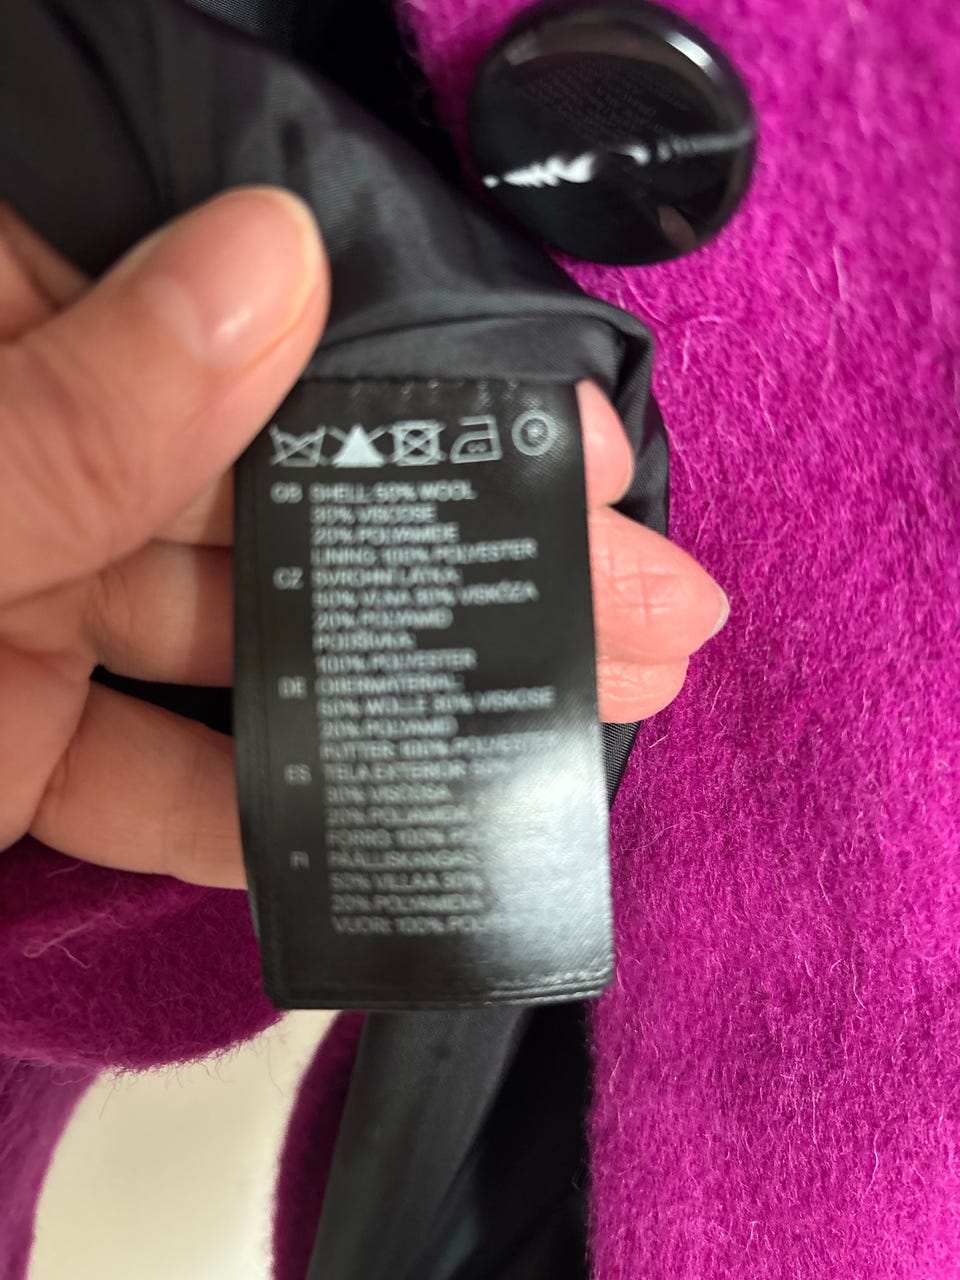 GB SHELL 50% WOOL
30% VISCOSE
20% POLYAMIDE
LINING 100% POLYESTER
CZ SVRCHNÍ LÁTKA
50% VLNA 30% VISKÓZA
20% POLYAMID
PODŠÍVKA
100% POLYESTER
DE OBERMATERIAL
50% WOLLE 30% VISKOSE
20% POLYAMID
FUTTER 100% POLYESTER
ES TELA EXTERIOR 50%
30% VISCOSA
20% POLIAMIDA
FORRO 100%
FI PÄÄLLISKANGAS
50% VILLAA 30%
20% POLYAMIDIA
VUORI 100%